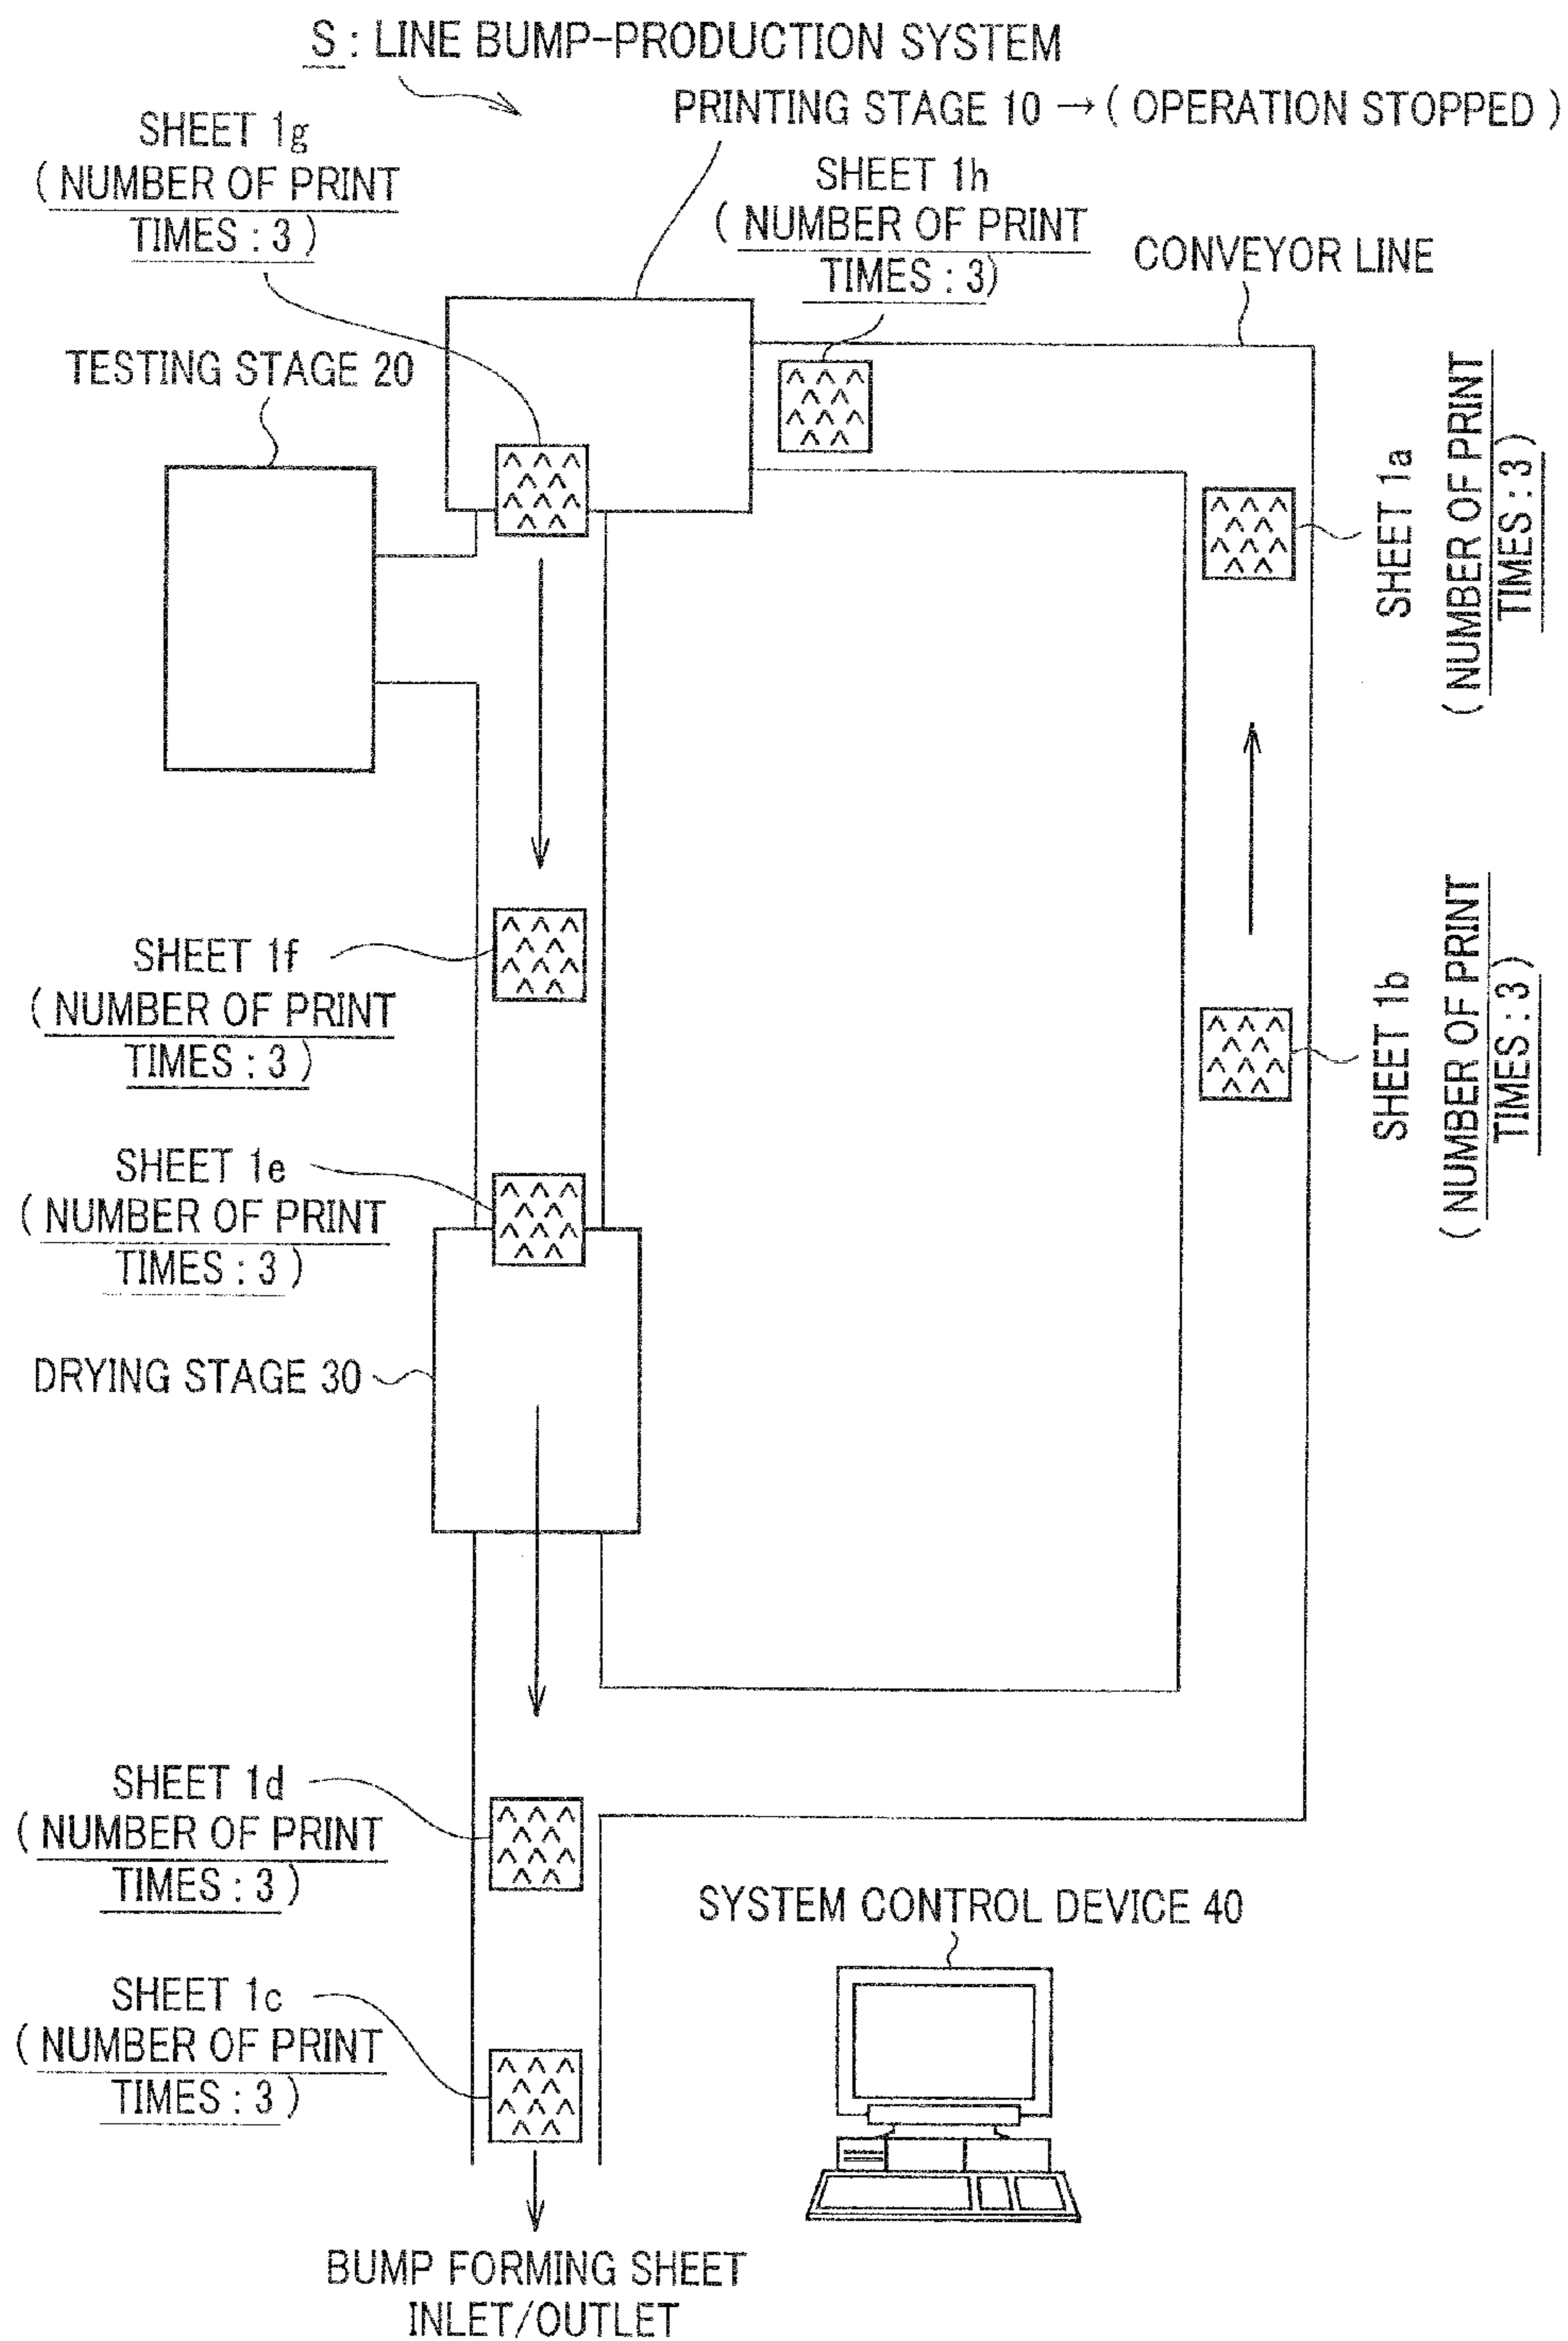 S : LINE BUMP-PRODUCTION SYSTEM
PRINTING STAGE 10 → ( OPERATION STOPPED )
SHEET 1g
( NUMBER OF PRINT
TIMES : 3 )
SHEET 1h
( NUMBER OF PRINT
TIMES : 3)
CONVEYOR LINE
TESTING STAGE 20
SHEET 1a
( NUMBER OF PRINT
TIMES : 3 )
SHEET 1f
( NUMBER OF PRINT
TIMES : 3 )
SHEET 1b
( NUMBER OF PRINT
TIMES : 3 )
SHEET 1e
( NUMBER OF PRINT
TIMES : 3 )
DRYING STAGE 30
SHEET 1d
( NUMBER OF PRINT
TIMES : 3 )
SYSTEM CONTROL DEVICE 40
SHEET 1c
( NUMBER OF PRINT
TIMES : 3 )
BUMP FORMING SHEET
INLET/OUTLET